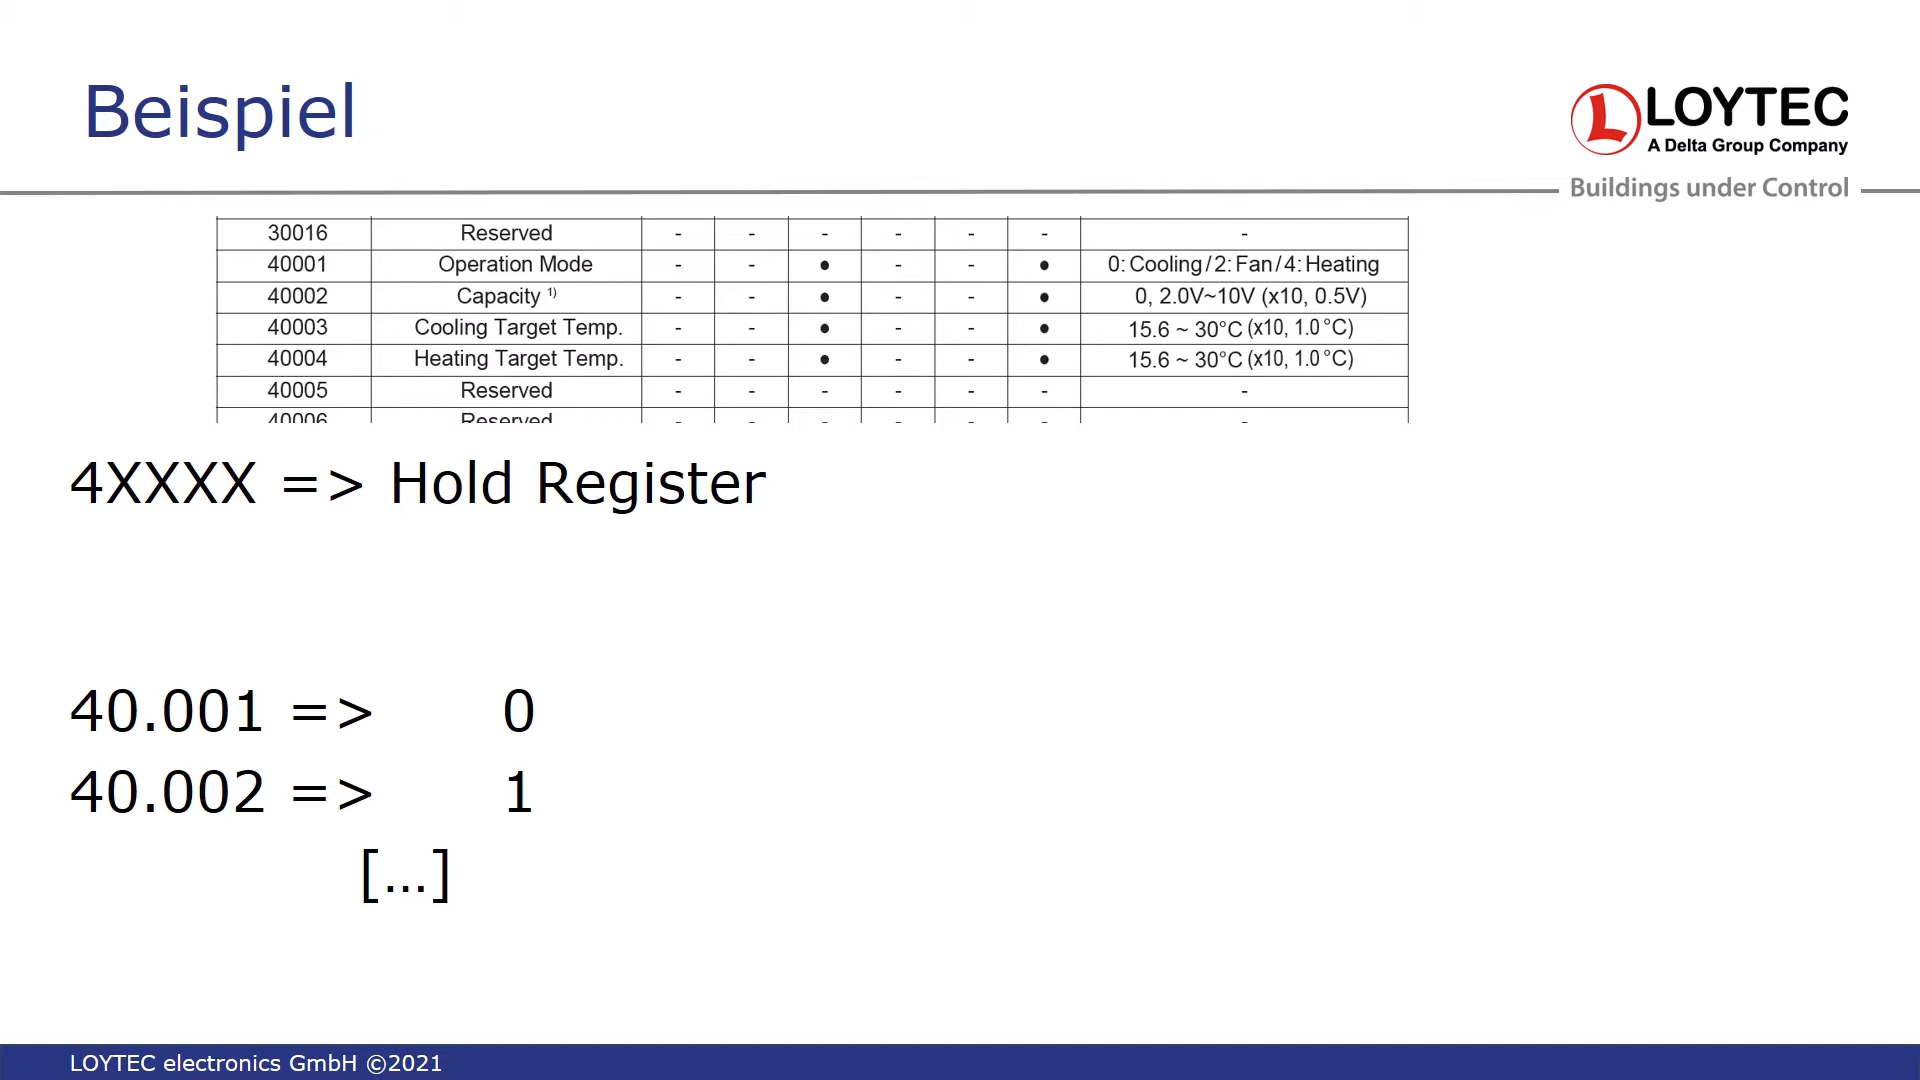 Beispiel
LOYTEC
A Delta Group Company
Buildings under Control
30016 Reserved - - - - - - -
40001 Operation Mode - - ● - - ● 0: Cooling / 2: Fan / 4: Heating
40002 Capacity 1) - - ● - - ● 0, 2.0V~10V (x10, 0.5V)
40003 Cooling Target Temp. - - ● - - ● 15.6 ~ 30°C (x10, 1.0°C)
40004 Heating Target Temp. - - ● - - ● 15.6 ~ 30°C (x10, 1.0°C)
40005 Reserved - - - - - - -
40006 Reserved - - - - - - -
4XXXX => Hold Register
40.001 => 0
40.002 => 1
[…]
LOYTEC electronics GmbH ©2021